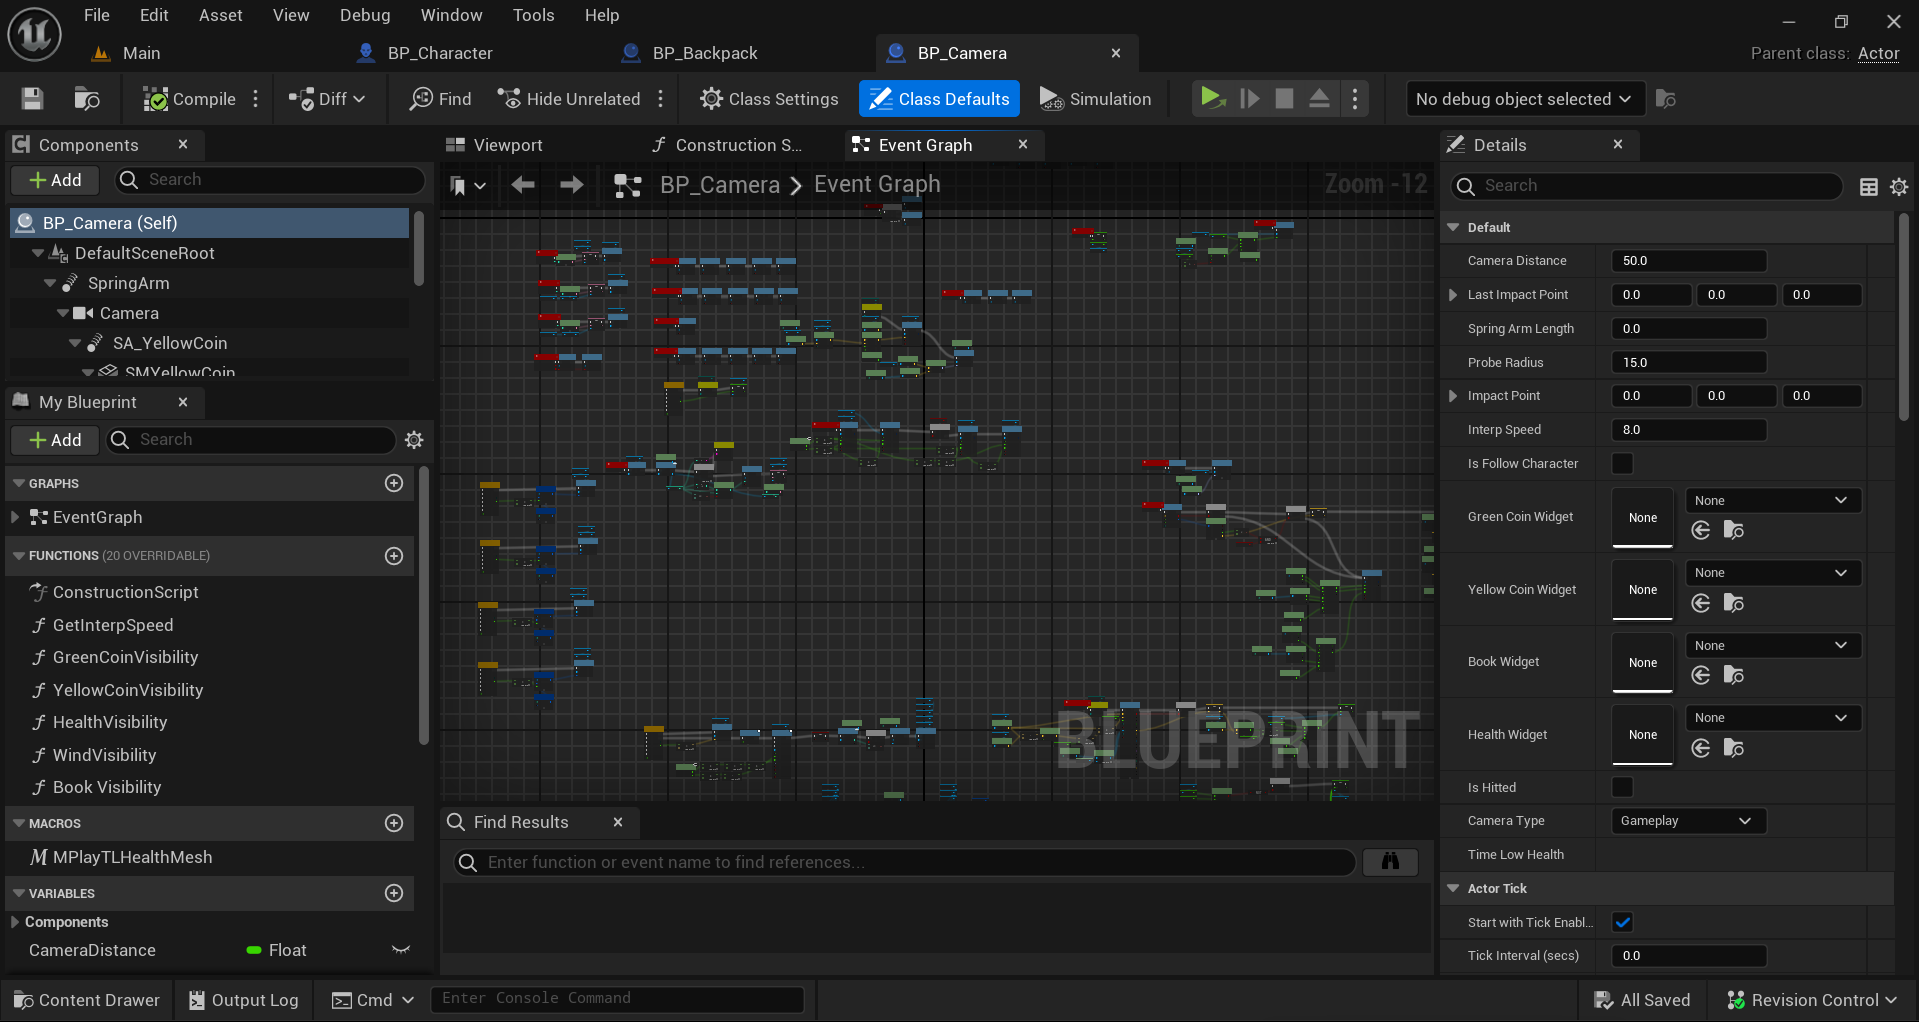 File Edit Asset View Debug Window Tools Help
Main BP_Character BP_Backpack BP_Camera
Parent class: Actor
Compile Diff Find Hide Unrelated Class Settings Class Defaults Simulation No debug object selected
Components
Add Search
BP_Camera (Self)
DefaultSceneRoot
SpringArm
Camera
SA_YellowCoin
SMYellowCoin
My Blueprint
Add Search
GRAPHS
EventGraph
FUNCTIONS (20 OVERRIDABLE)
ConstructionScript
GetInterpSpeed
GreenCoinVisibility
YellowCoinVisibility
HealthVisibility
WindVisibility
Book Visibility
MACROS
MPlayTLHealthMesh
VARIABLES
Components
CameraDistance Float
Viewport Construction S... Event Graph
BP_Camera > Event Graph
Zoom -12
BLUEPRINT
Find Results
Enter function or event name to find references...
Details
Search
Default
Camera Distance 50.0
Last Impact Point 0.0 0.0 0.0
Spring Arm Length 0.0
Probe Radius 15.0
Impact Point 0.0 0.0 0.0
Interp Speed 8.0
Is Follow Character
Green Coin Widget None None
Yellow Coin Widget None None
Book Widget None None
Health Widget None None
Is Hitted
Camera Type Gameplay
Time Low Health
Actor Tick
Start with Tick Enabl...
Tick Interval (secs) 0.0
Content Drawer Output Log Cmd Enter Console Command All Saved Revision Control